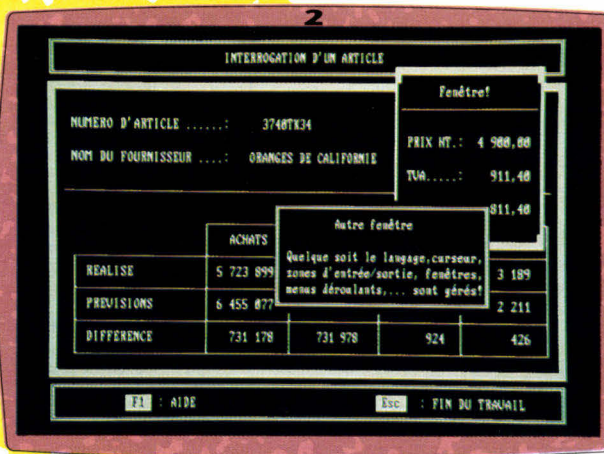 2
INTERROGATION D'UN ARTICLE
Fenêtre!
NUMERO D'ARTICLE ......: 3740TK34
PRIX HT.: 4 900,00
NOM DU FOURNISSEUR ....: ORANGES DE CALIFORNIE
TVA.....: 911,40
811,40
Autre fenêtre
ACHATS
Quelque soit le langage,curseur,
zones d'entrée/sortie, fenêtres,
menus déroulants,... sont gérés!
REALISE 5 723 899 3 189
PREVISIONS 6 455 077 2 211
DIFFERENCE 731 178 731 978 924 426
F1 : AIDE Esc : FIN DU TRAVAIL